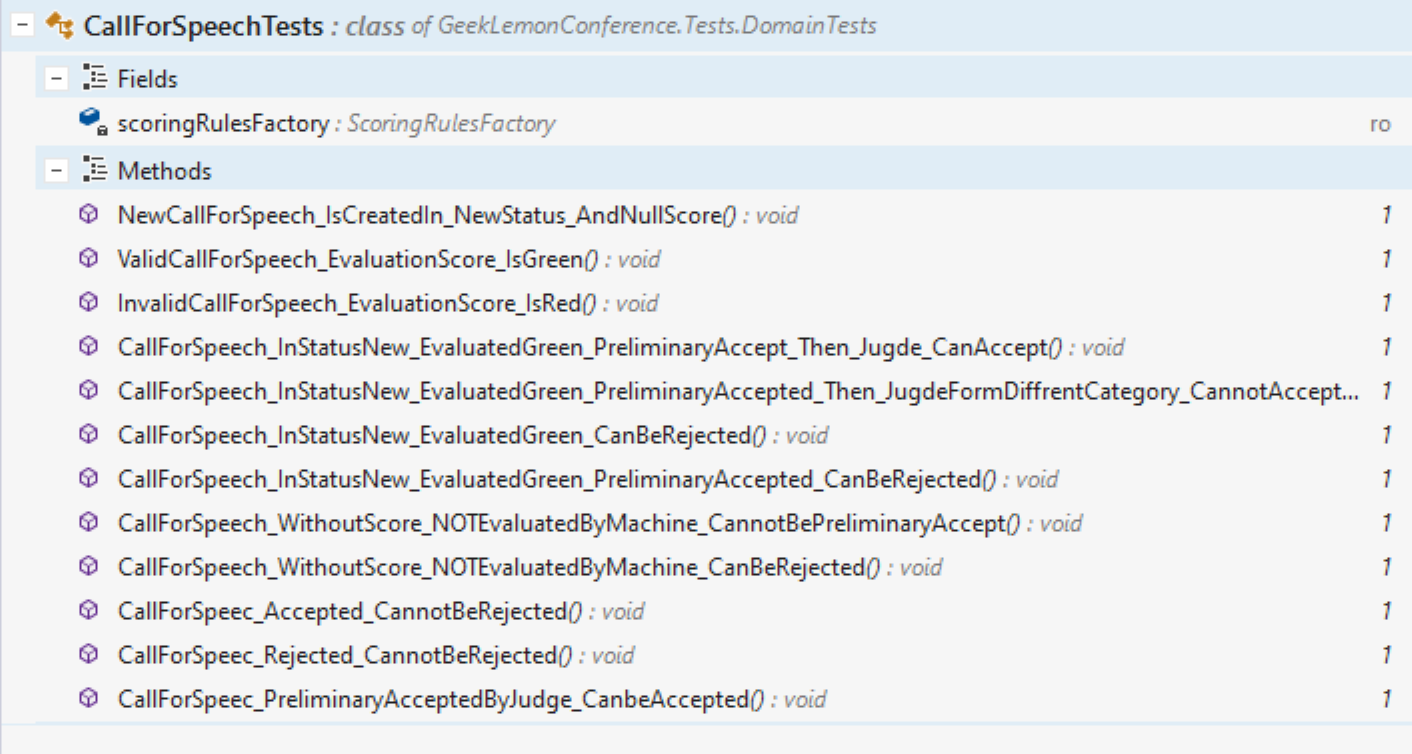 CallForSpeechTests : class of GeekLemonConference.Tests.DomainTests
Fields
scoringRulesFactory : ScoringRulesFactory ro
Methods
NewCallForSpeech_IsCreatedIn_NewStatus_AndNullScore() : void 1
ValidCallForSpeech_EvaluationScore_IsGreen() : void 1
InvalidCallForSpeech_EvaluationScore_IsRed() : void 1
CallForSpeech_InStatusNew_EvaluatedGreen_PreliminaryAccept_Then_Jugde_CanAccept() : void 1
CallForSpeech_InStatusNew_EvaluatedGreen_PreliminaryAccepted_Then_JugdeFormDiffrentCategory_CannotAccept... 1
CallForSpeech_InStatusNew_EvaluatedGreen_CanBeRejected() : void 1
CallForSpeech_InStatusNew_EvaluatedGreen_PreliminaryAccepted_CanBeRejected() : void 1
CallForSpeech_WithoutScore_NOTEvaluatedByMachine_CannotBePreliminaryAccept() : void 1
CallForSpeech_WithoutScore_NOTEvaluatedByMachine_CanBeRejected() : void 1
CallForSpeec_Accepted_CannotBeRejected() : void 1
CallForSpeec_Rejected_CannotBeRejected() : void 1
CallForSpeec_PreliminaryAcceptedByJudge_CanbeAccepted() : void 1